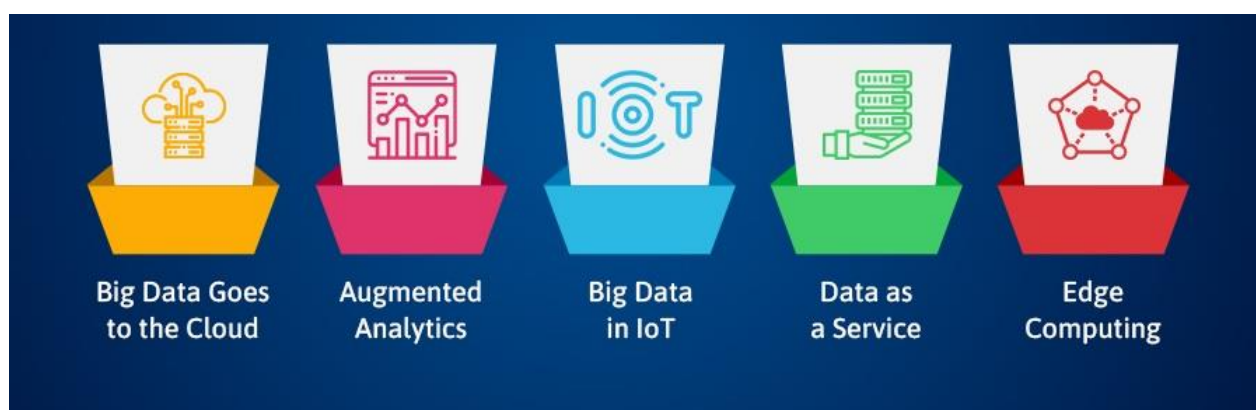 IOT
Big Data Goes
to the Cloud
Augmented
Analytics
Big Data
in IoT
Data as
a Service
Edge
Computing